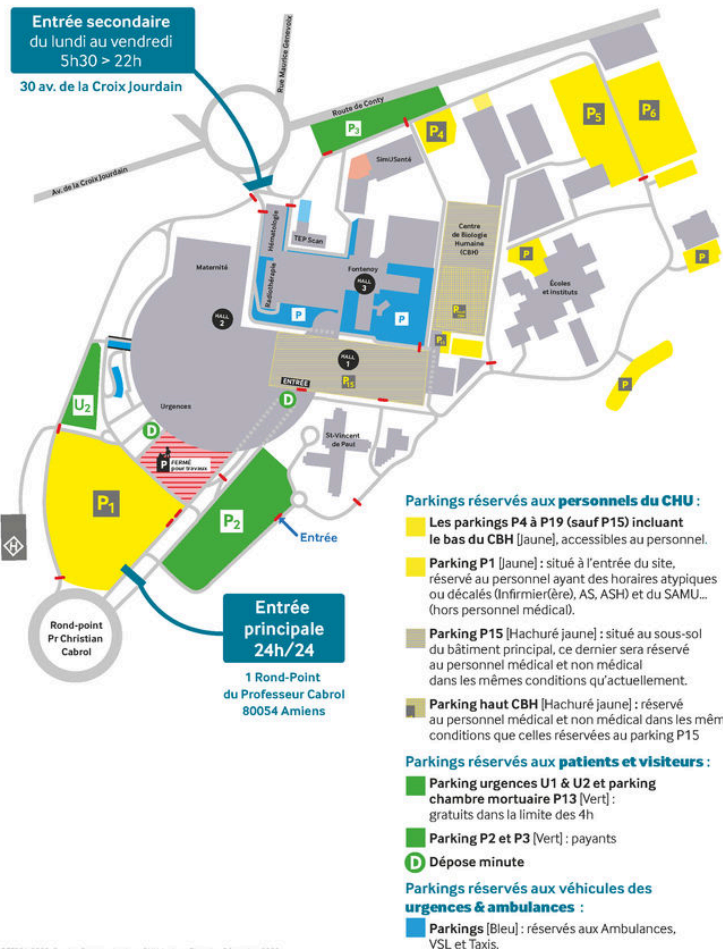 Entrée secondaire
du lundi au vendredi
5h30 > 22h
30 av. de la Croix Jourdain
Rue Maurice Genevoix
Route de Conty
Av. de la Croix Jourdain
P3
P4
P5
P6
SimUSanté
Hématologie
TEP Scan
Centre
de Biologie
Humaine
(CBH)
Maternité
Radiothérapie
Fontenoy
HALL
3
P
Écoles
et instituts
P
HALL
2
P
P
P
HALL
1
ENTRÉE
P15
D
U2
Urgences
D
St-Vincent
de Paul
P
FERMÉ
pour travaux
P1
P2
Entrée
H
Rond-point
Pr Christian
Cabrol
Entrée
principale
24h/24
1 Rond-Point
du Professeur Cabrol
80054 Amiens
Parkings réservés aux personnels du CHU :
Les parkings P4 à P19 (sauf P15) incluant
le bas du CBH [Jaune], accessibles au personnel.
Parking P1 [Jaune] : situé à l'entrée du site,
réservé au personnel ayant des horaires atypiques
ou décalés (Infirmier(ère), AS, ASH) et du SAMU...
(hors personnel médical).
Parking P15 [Hachuré jaune] : situé au sous-sol
du bâtiment principal, ce dernier sera réservé
au personnel médical et non médical
dans les mêmes conditions qu'actuellement.
Parking haut CBH [Hachuré jaune] : réservé
au personnel médical et non médical dans les mêm
conditions que celles réservées au parking P15
Parkings réservés aux patients et visiteurs :
Parking urgences U1 & U2 et parking
chambre mortuaire P13 [Vert] :
gratuits dans la limite des 4h
Parking P2 et P3 [Vert] : payants
D Dépose minute
Parkings réservés aux véhicules des
urgences & ambulances :
Parkings [Bleu] : réservés aux Ambulances,
VSL et Taxis.